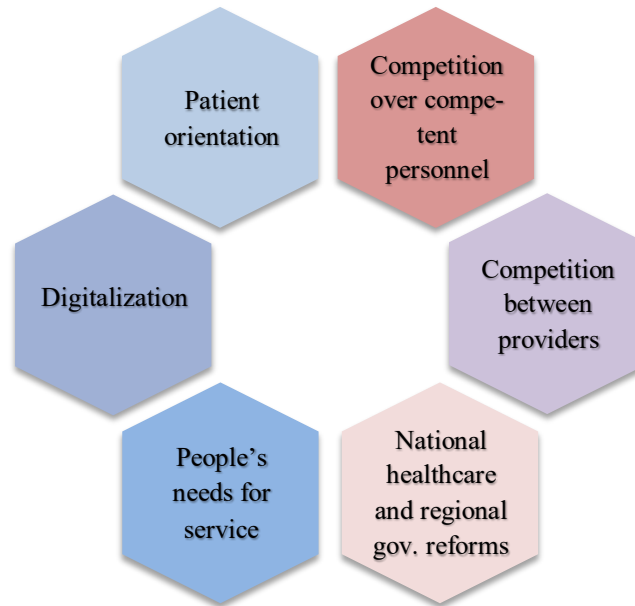 Patient
orientation
Competition
over compe-
tent
personnel
Digitalization
Competition
between
providers
People’s
needs for
service
National
healthcare
and regional
gov. reforms